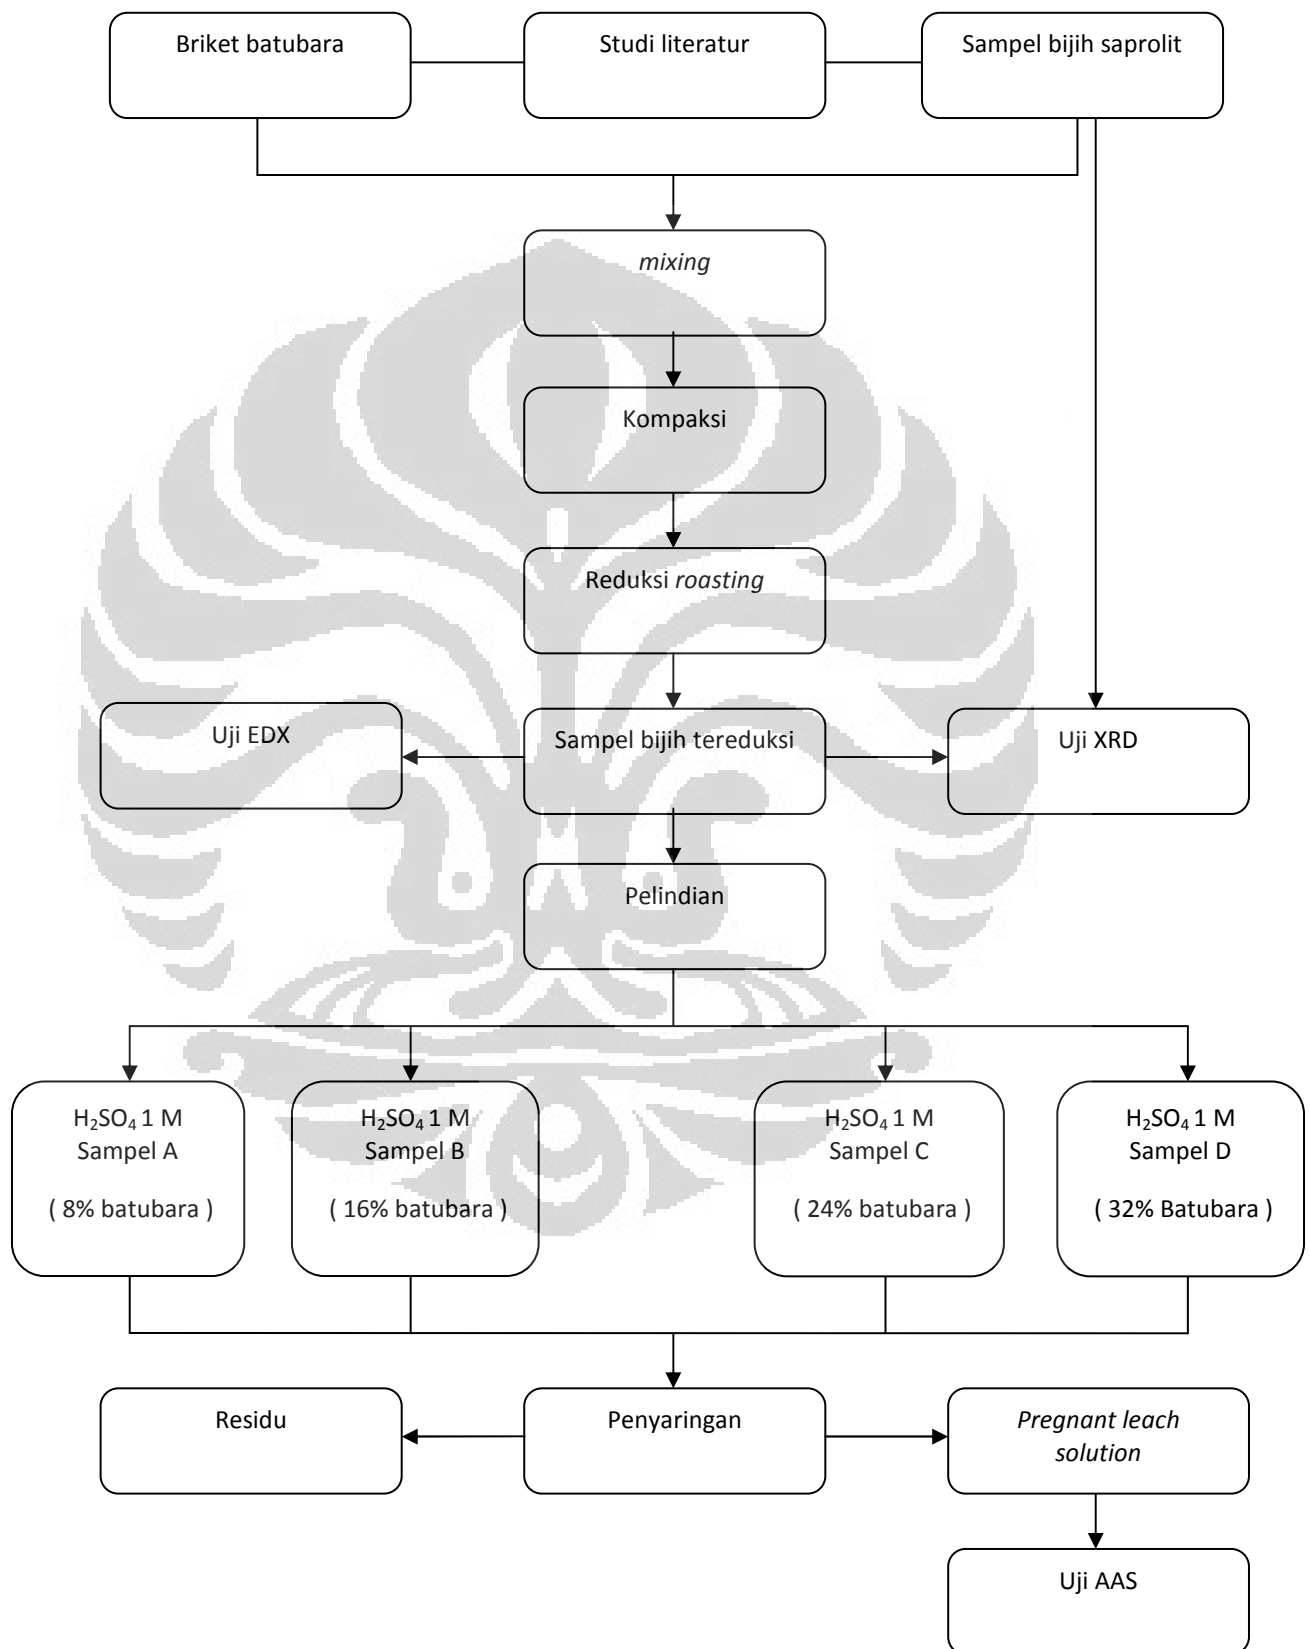 Briket batubara
Studi literatur
Sampel bijih saprolit
mixing
Kompaksi
Reduksi roasting
Uji EDX
Sampel bijih tereduksi
Uji XRD
Pelindian
H₂SO₄ 1 M
Sampel A
( 8% batubara )
H₂SO₄ 1 M
Sampel B
( 16% batubara )
H₂SO₄ 1 M
Sampel C
( 24% batubara )
H₂SO₄ 1 M
Sampel D
( 32% Batubara )
Residu
Penyaringan
Pregnant leach
solution
Uji AAS